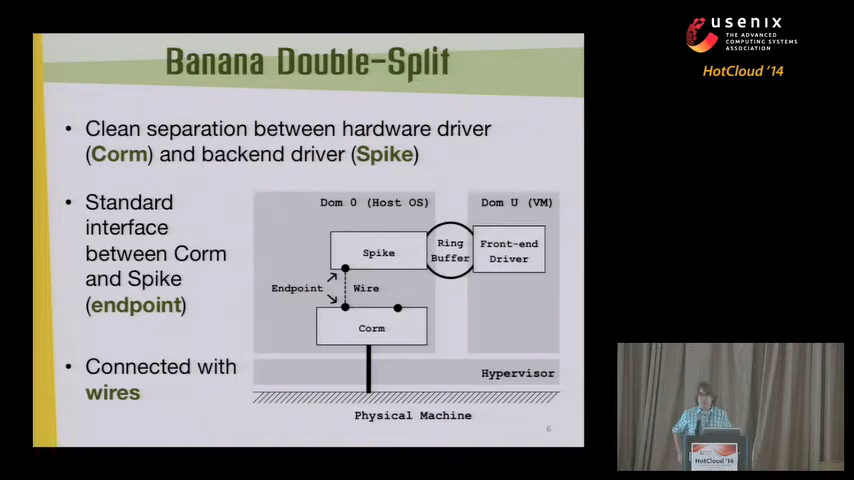 usenix
THE ADVANCED
COMPUTING SYSTEMS
ASSOCIATION
HotCloud '14
Banana Double-Split
• Clean separation between hardware driver
(Corm) and backend driver (Spike)
• Standard
interface
between Corm
and Spike
(endpoint)
• Connected with
wires
Dom 0 (Host OS)
Dom U (VM)
Spike
Ring
Buffer
Front-end
Driver
Endpoint
Wire
Corm
Hypervisor
Physical Machine
6
HotCloud '14